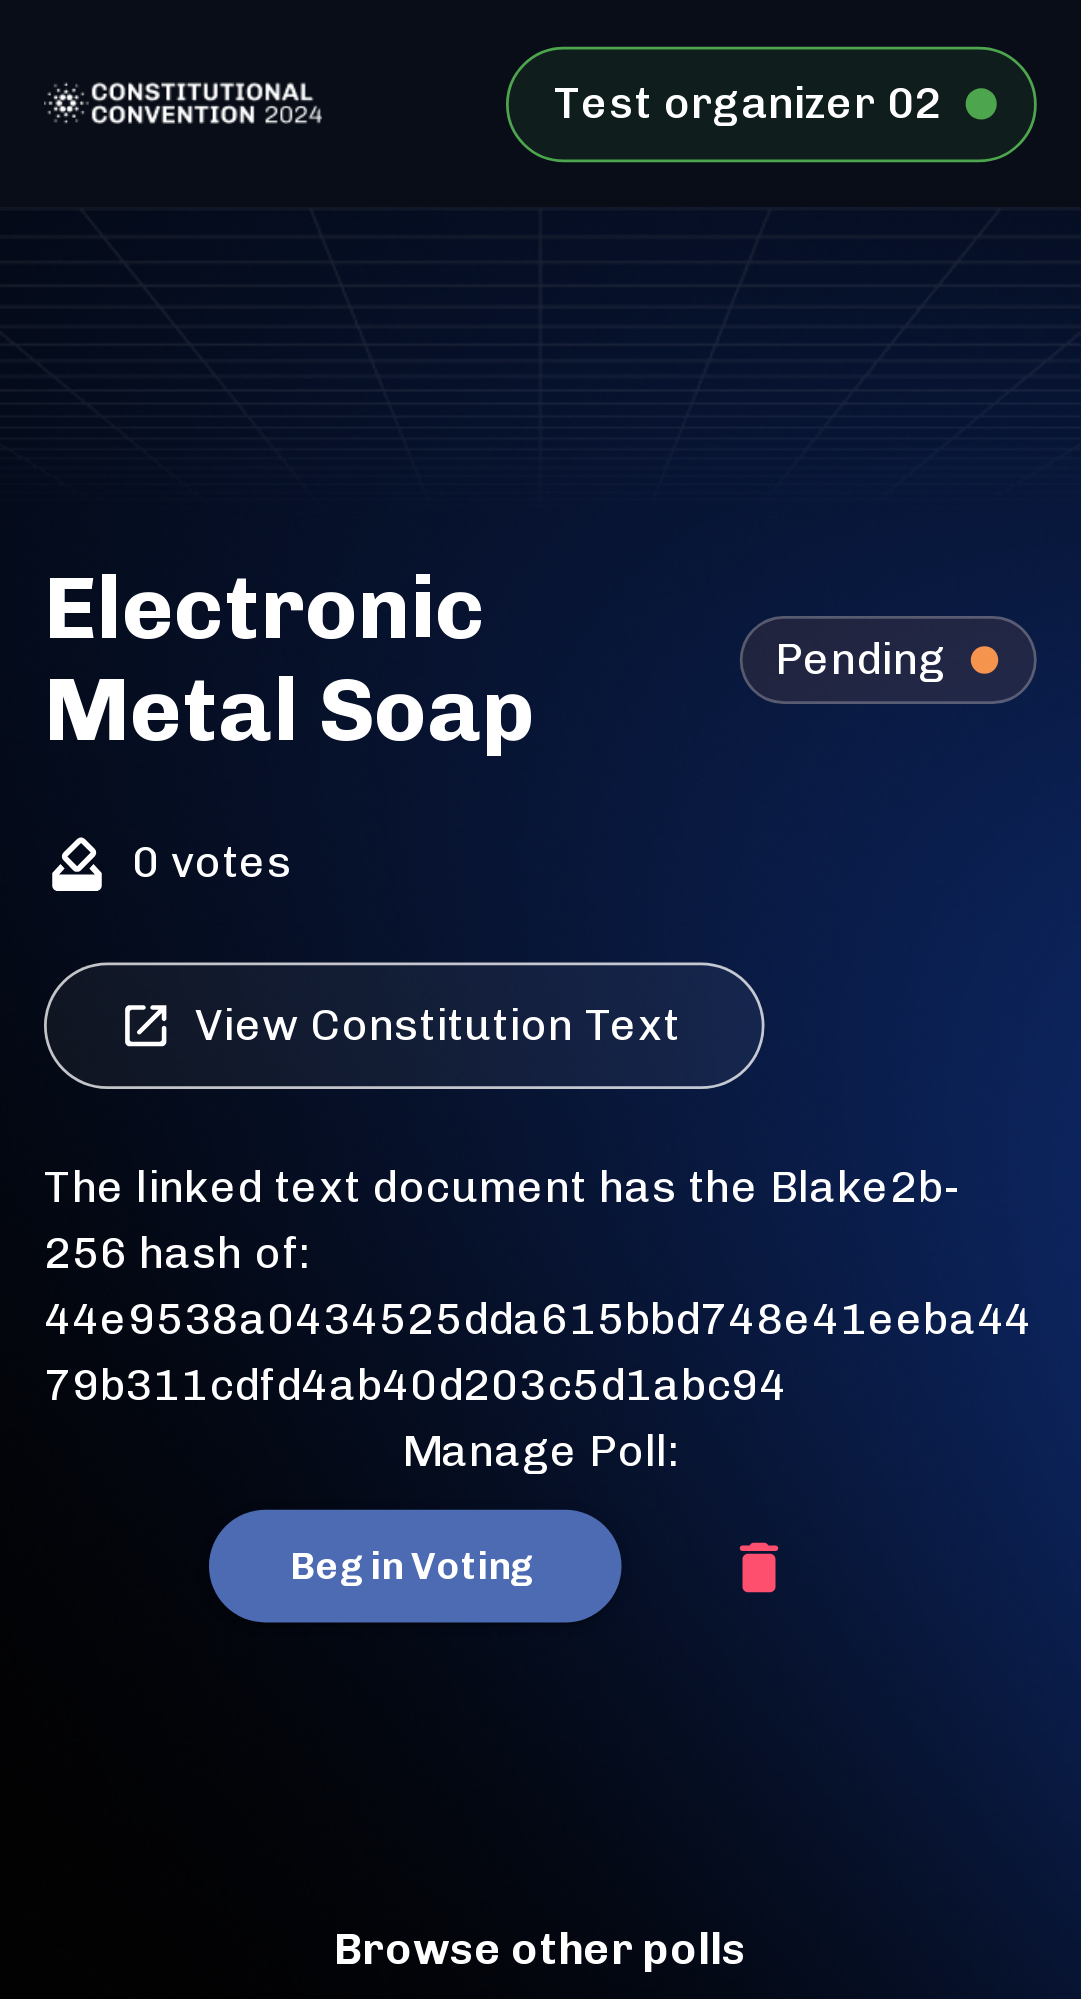 CONSTITUTIONAL
CONVENTION 2024
Test organizer 02
Electronic
Metal Soap
Pending
0 votes
View Constitution Text
The linked text document has the Blake2b-
256 hash of:
44e9538a0434525dda615bbd748e41eeba44
79b311cdfd4ab40d203c5d1abc94
Manage Poll:
Begin Voting
Browse other polls